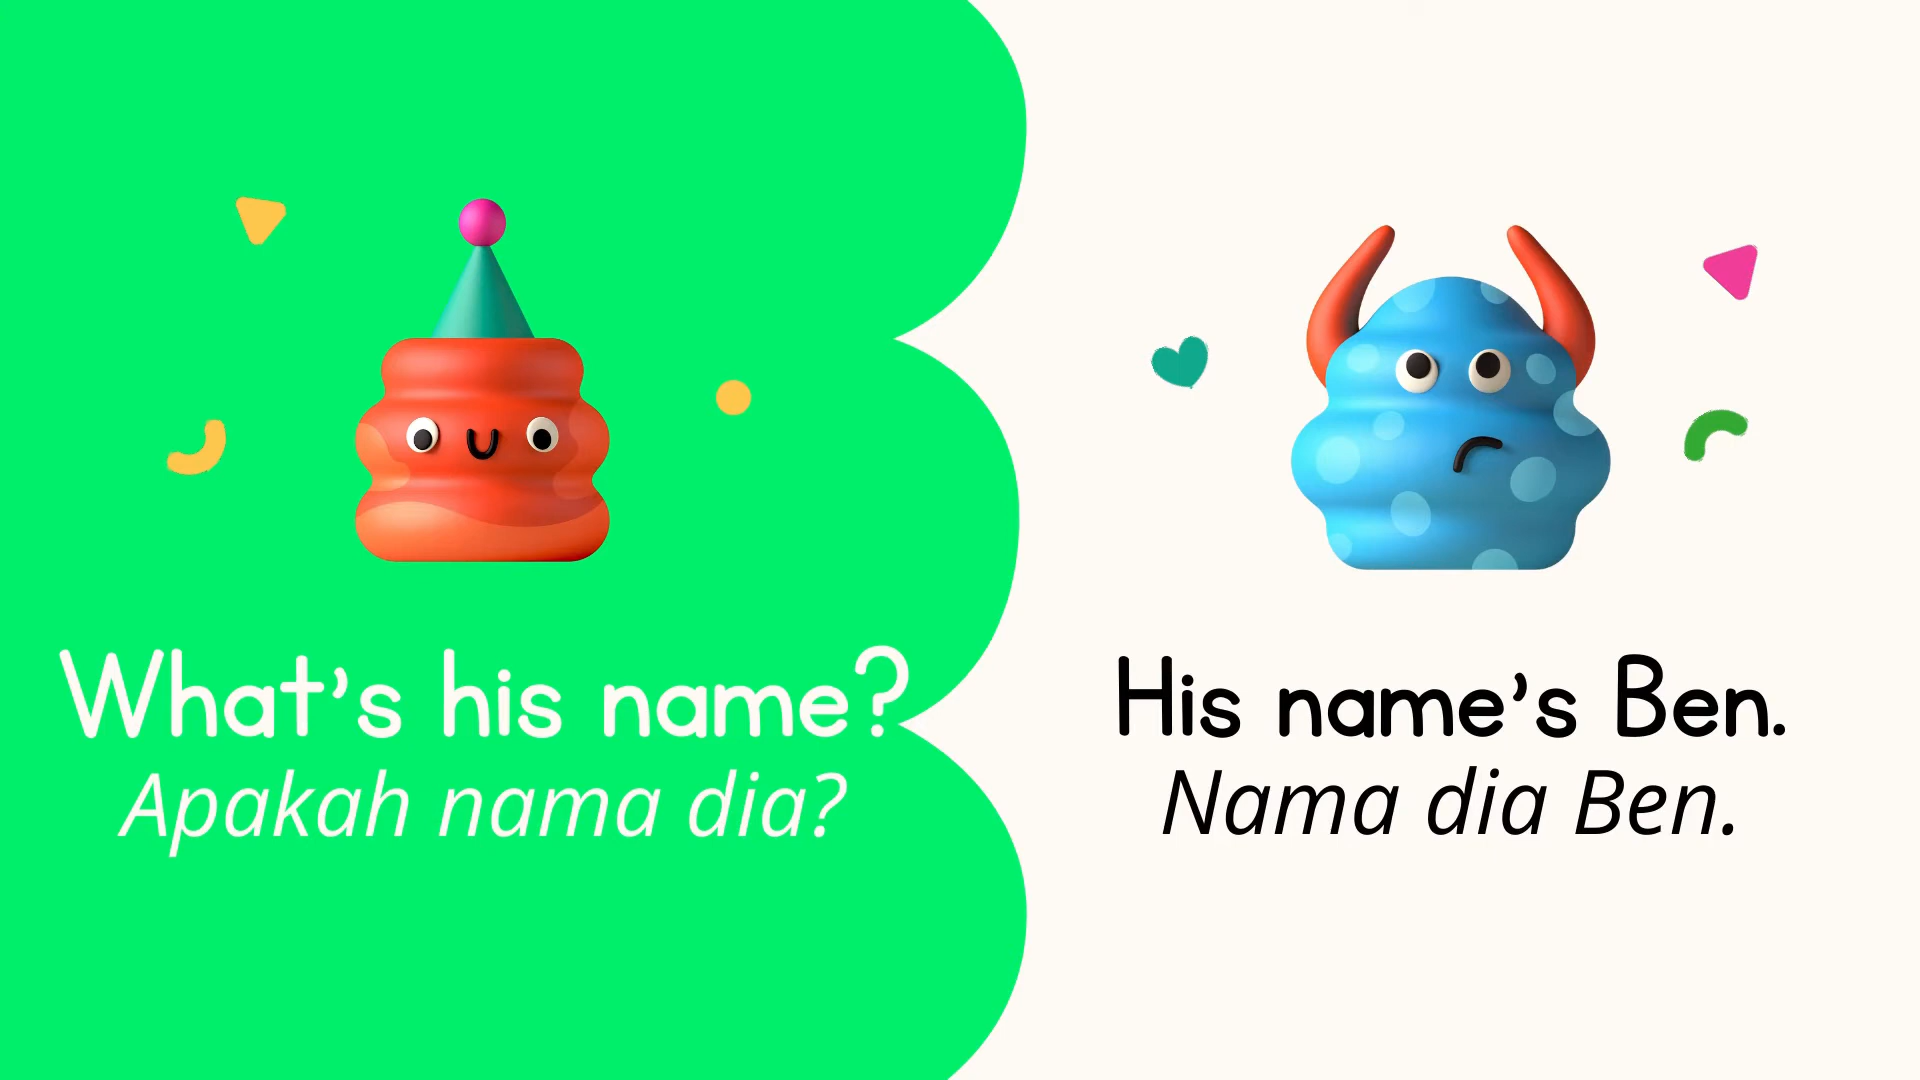 What's his name?
Apakah nama dia?
His name's Ben.
Nama dia Ben.